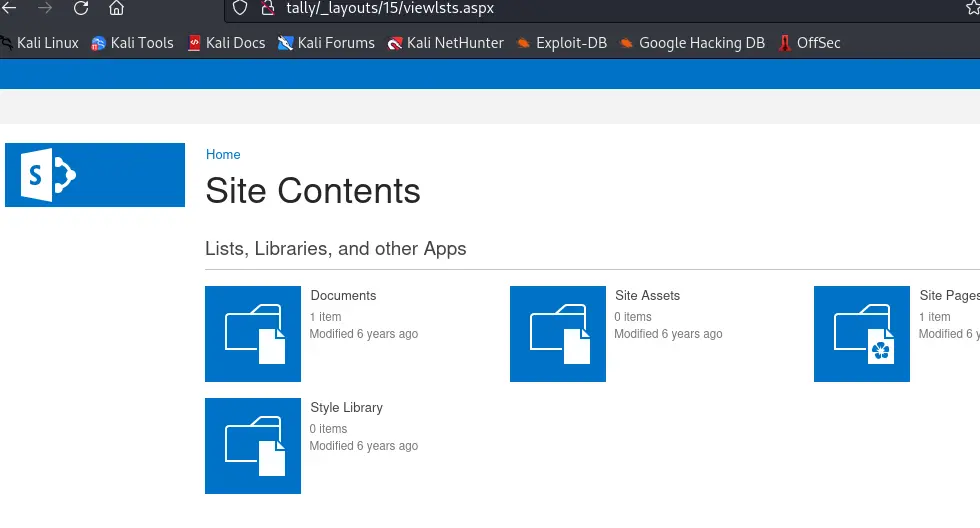 tally/_layouts/15/viewlsts.aspx
Kali Linux Kali Tools Kali Docs Kali Forums Kali NetHunter Exploit-DB Google Hacking DB OffSec
S
Home
Site Contents
Lists, Libraries, and other Apps
Documents
1 item
Modified 6 years ago
Site Assets
0 items
Modified 6 years ago
Site Pages
1 item
Modified 6 y
Style Library
0 items
Modified 6 years ago